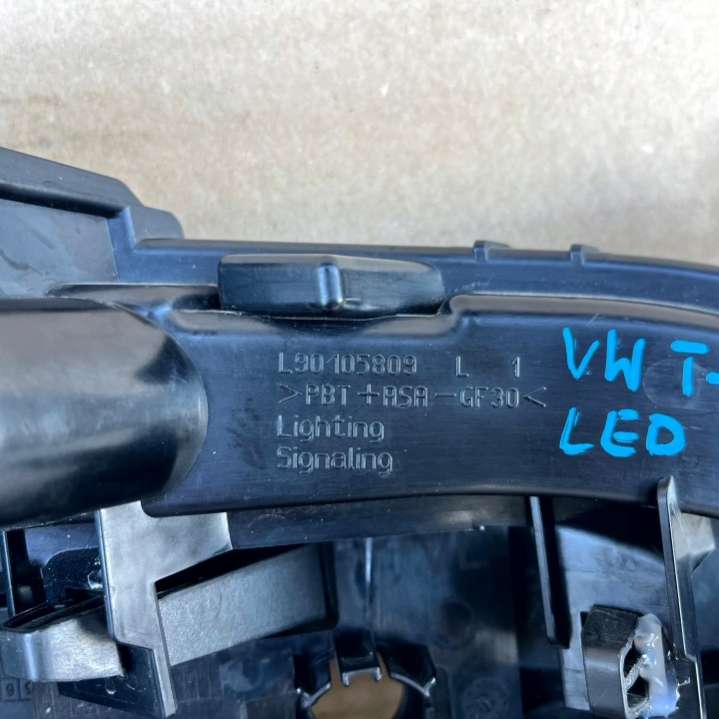 L90105809 L 1
>PBT+ASA-GF30<
Lighting
Signaling
VW T-
LED